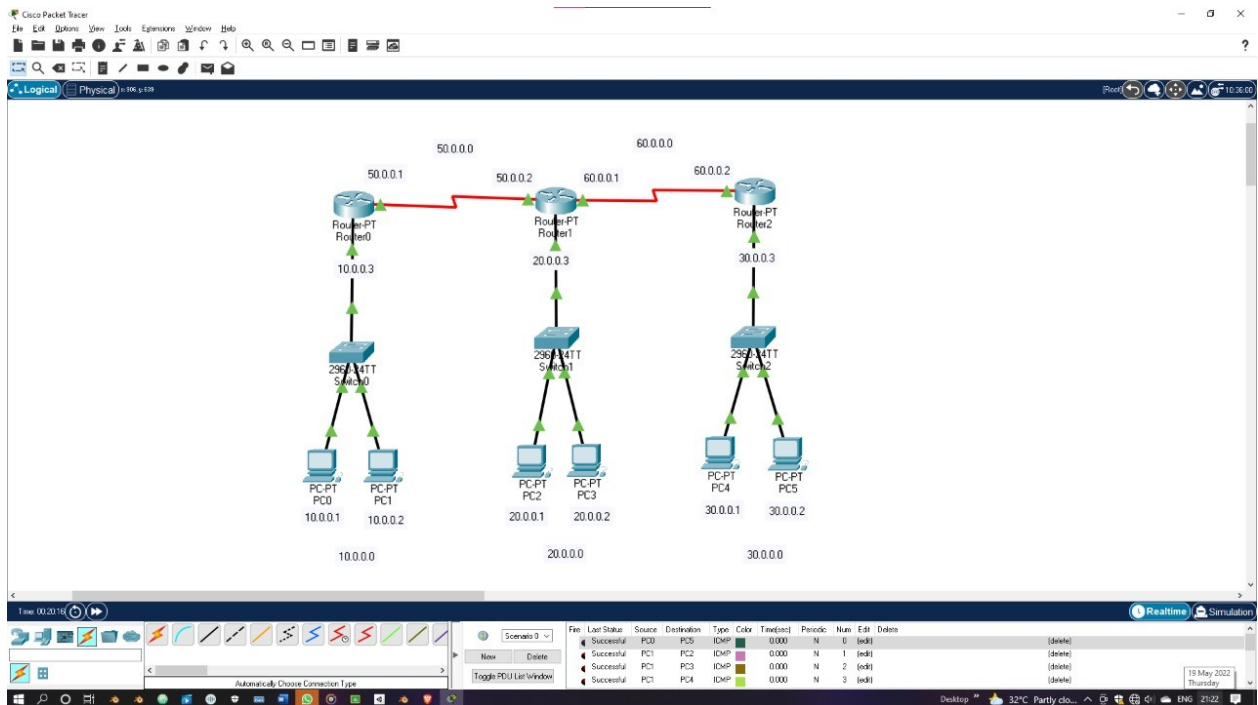 Cisco Packet Tracer
File Edit Options View Tools Extensions Window Help
?
Logical
Physical x: 906, y: 639
[Root]
10:36:00
50.0.0.0
60.0.0.0
50.0.0.1
50.0.0.2
60.0.0.1
60.0.0.2
Router-PT
Router0
Router-PT
Router1
Router-PT
Router2
10.0.0.3
20.0.0.3
30.0.0.3
2960-24TT
Switch0
2960-24TT
Switch1
2960-24TT
Switch2
PC-PT
PC0
PC-PT
PC1
PC-PT
PC2
PC-PT
PC3
PC-PT
PC4
PC-PT
PC5
10.0.0.1
10.0.0.2
20.0.0.1
20.0.0.2
30.0.0.1
30.0.0.2
10.0.0.0
20.0.0.0
30.0.0.0
Time: 00:20:16
Realtime
Simulation
Scenario 0
New Delete
Toggle PDU List Window
Automatically Choose Connection Type
Fire Last Status Source Destination Type Color Time(sec) Periodic Num Edit Delete
Successful PC0 PC5 ICMP 0.000 N 0 (edit) (delete)
Successful PC1 PC2 ICMP 0.000 N 1 (edit) (delete)
Successful PC1 PC3 ICMP 0.000 N 2 (edit) (delete)
Successful PC1 PC4 ICMP 0.000 N 3 (edit) (delete)
19 May 2022
Thursday
Desktop » 32°C Partly clo... ENG 21:22